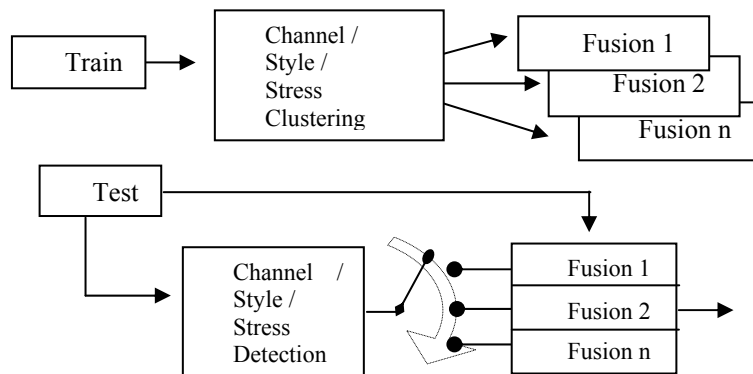 Train
Channel /
Style /
Stress
Clustering
Fusion 1
Fusion 2
Fusion n
Test
Channel /
Style /
Stress
Detection
Fusion 1
Fusion 2
Fusion n